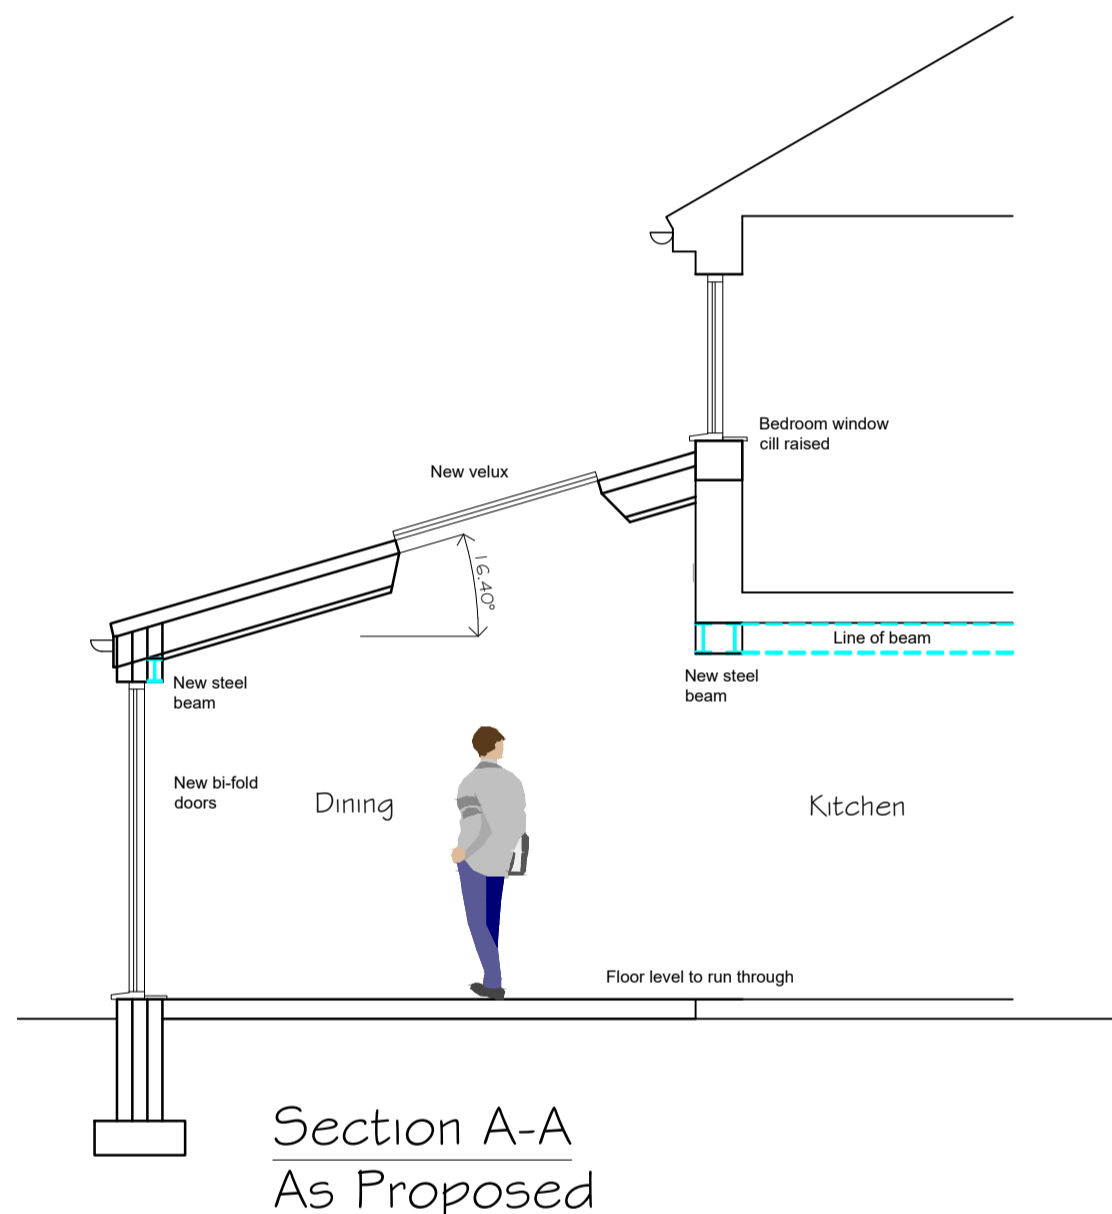 Bedroom window
cill raised
New velux
16.40°
Line of beam
New steel
beam
New steel
beam
New bi-fold
doors
Dining
Kitchen
Floor level to run through
Section A-A
As Proposed